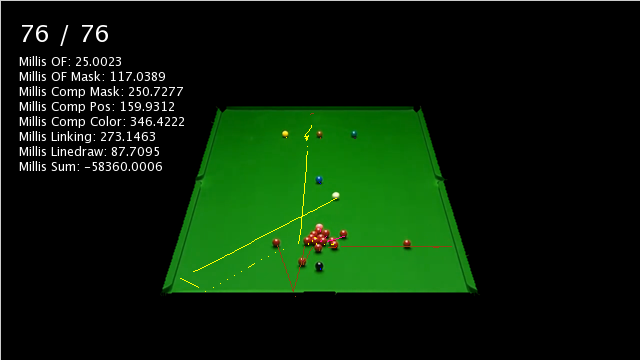 76 / 76
Millis OF: 25.0023
Millis OF Mask: 117.0389
Millis Comp Mask: 250.7277
Millis Comp Pos: 159.9312
Millis Comp Color: 346.4222
Millis Linking: 273.1463
Millis Linedraw: 87.7095
Millis Sum: -58360.0006